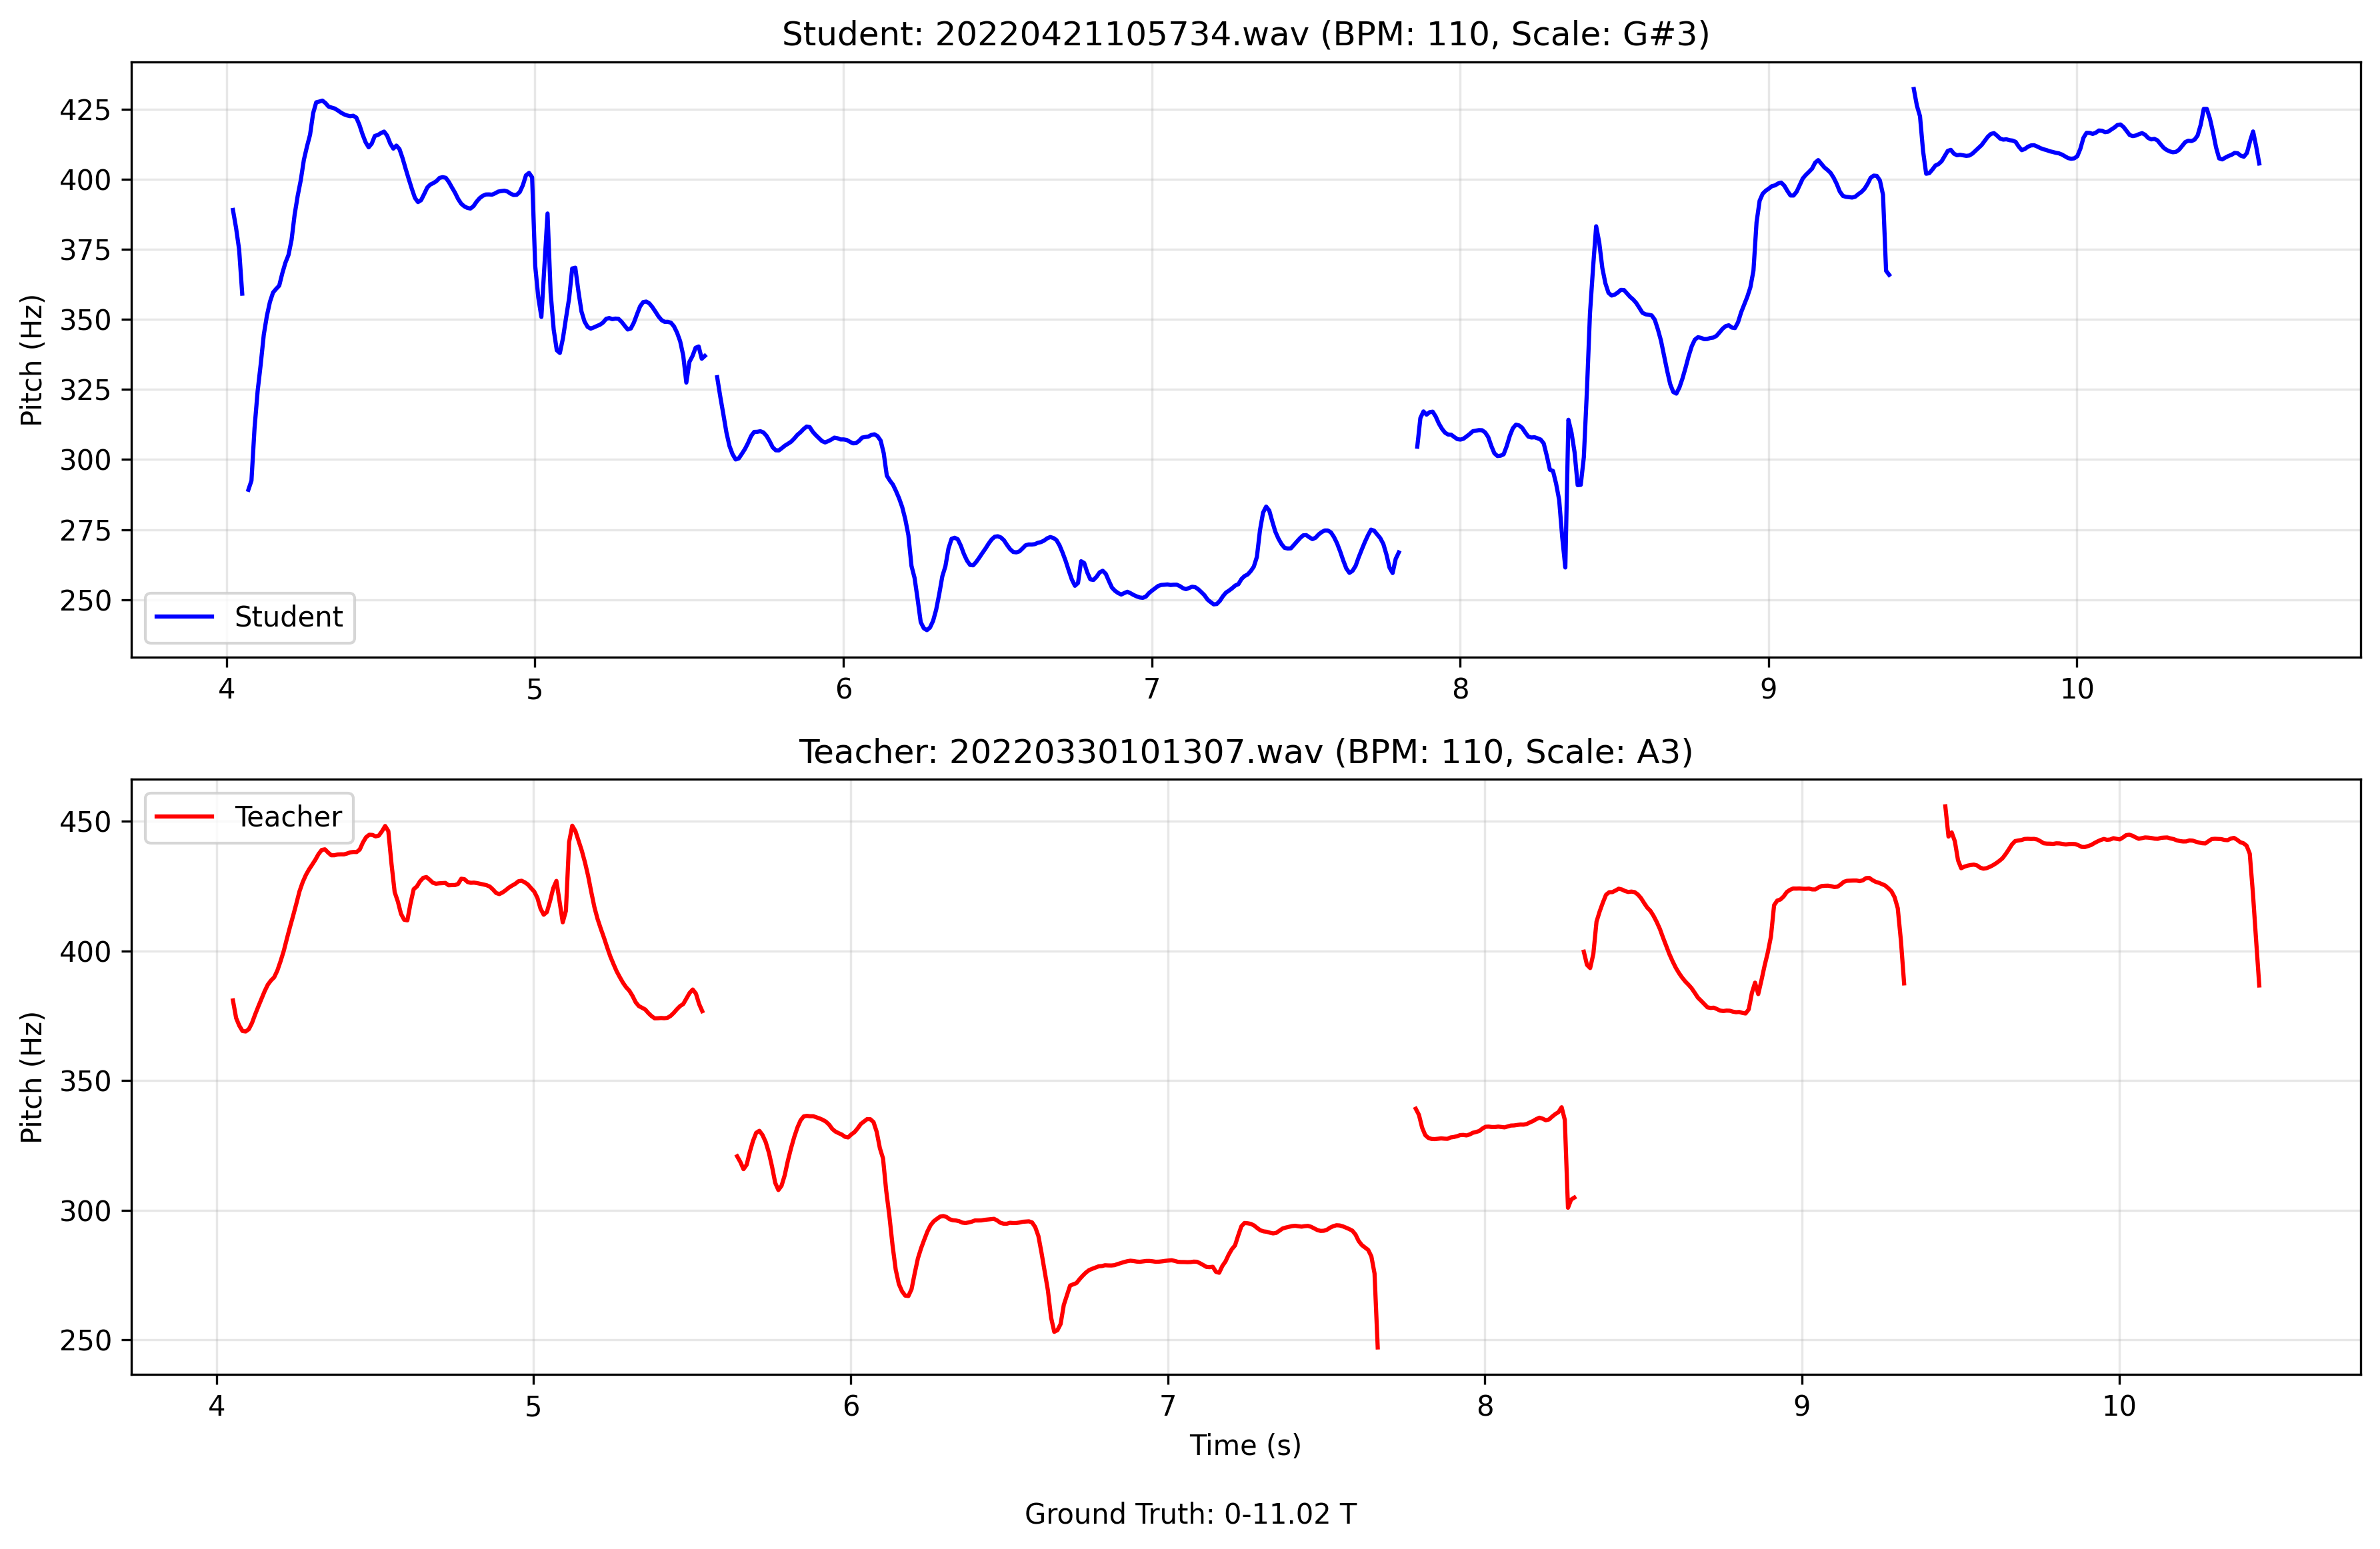 Student: 20220421105734.wav (BPM: 110, Scale: G#3)
Pitch (Hz)
425
400
375
350
325
300
275
250
Student
4 5 6 7 8 9 10
Teacher: 20220330101307.wav (BPM: 110, Scale: A3)
Pitch (Hz)
450
400
350
300
250
Teacher
4 5 6 7 8 9 10
Time (s)
Ground Truth: 0-11.02 T